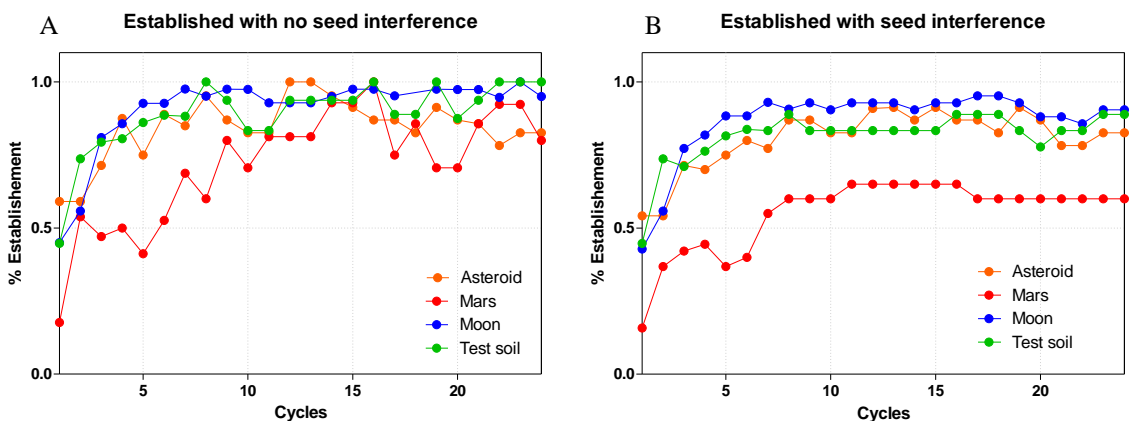 A
Established with no seed interference
% Establishement
1.0
0.5
0.0
5
10
15
20
Cycles
Asteroid
Mars
Moon
Test soil
B
Established with seed interference
% Establishment
1.0
0.5
0.0
5
10
15
20
Cycles
Asteroid
Mars
Moon
Test soil